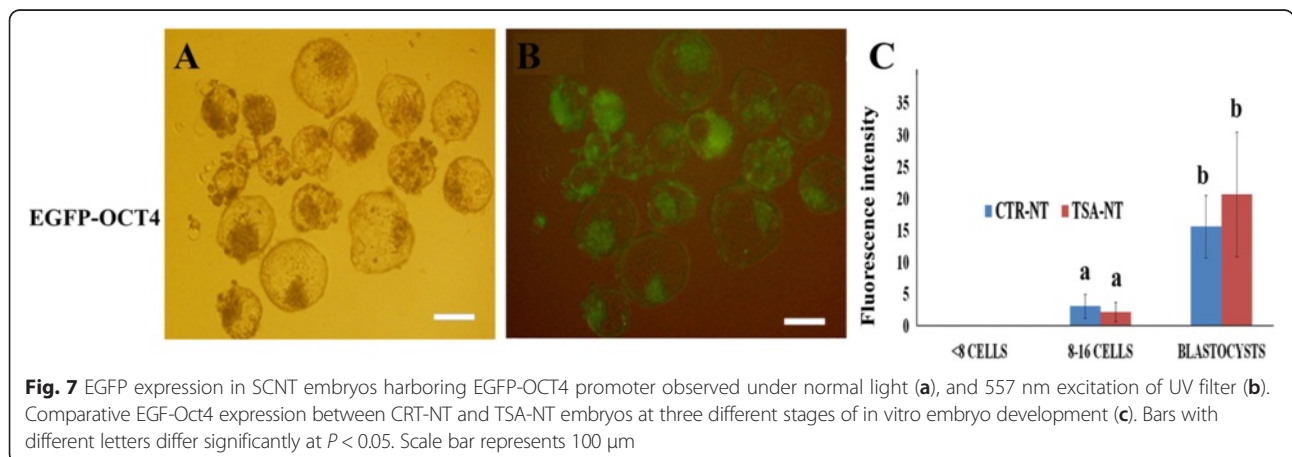 A
B
C
EGFP-OCT4
Fluorescence intensity
35
30
25
20
15
10
5
0
CTR-NT
TSA-NT
a
a
b
b
<8 CELLS
8-16 CELLS
BLASTOCYSTS
Fig. 7 EGFP expression in SCNT embryos harboring EGFP-OCT4 promoter observed under normal light (a), and 557 nm excitation of UV filter (b).
Comparative EGF-Oct4 expression between CRT-NT and TSA-NT embryos at three different stages of in vitro embryo development (c). Bars with
different letters differ significantly at P < 0.05. Scale bar represents 100 μm